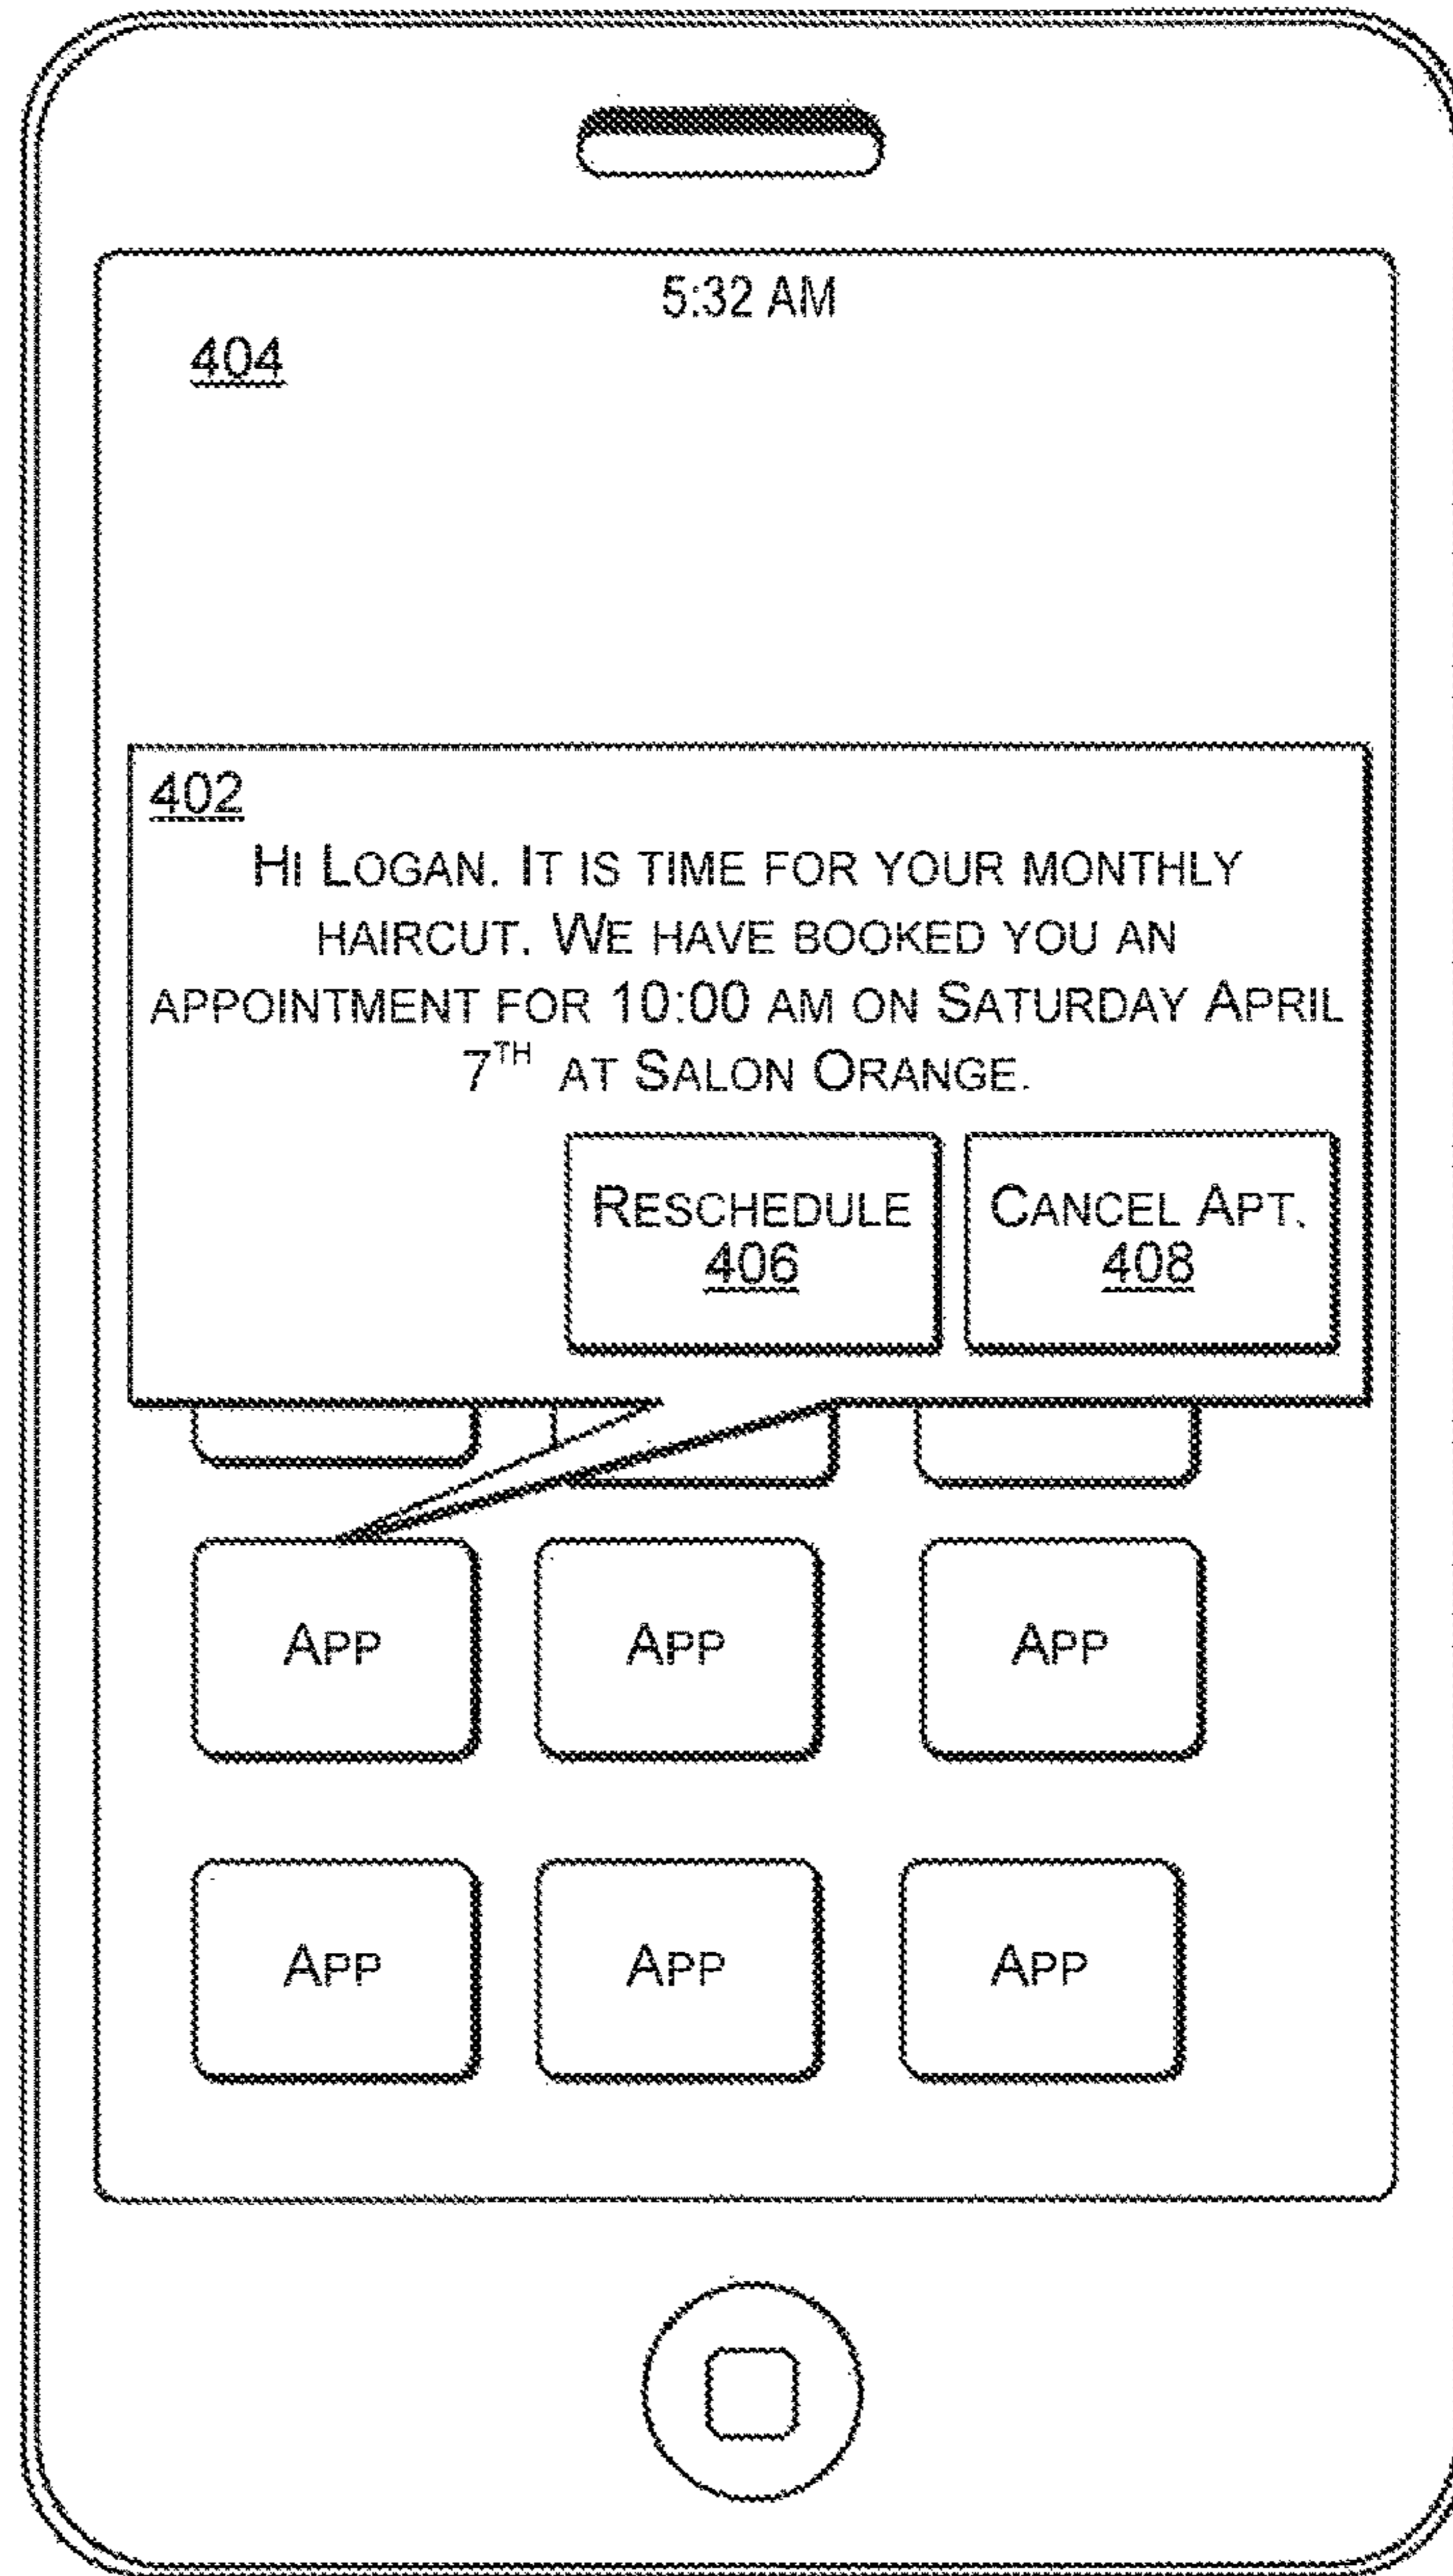 5:32 AM
404
402
HI LOGAN. IT IS TIME FOR YOUR MONTHLY
HAIRCUT. WE HAVE BOOKED YOU AN
APPOINTMENT FOR 10:00 AM ON SATURDAY APRIL
7TH AT SALON ORANGE.
RESCHEDULE CANCEL APT.
406 408
APP APP APP
APP APP APP